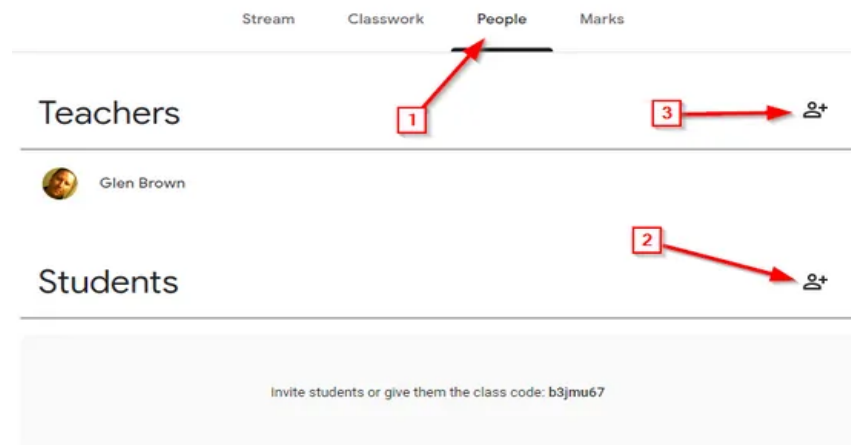 Stream Classwork People Marks
1
Teachers
3
Glen Brown
2
Students
Invite students or give them the class code: b3jmu67